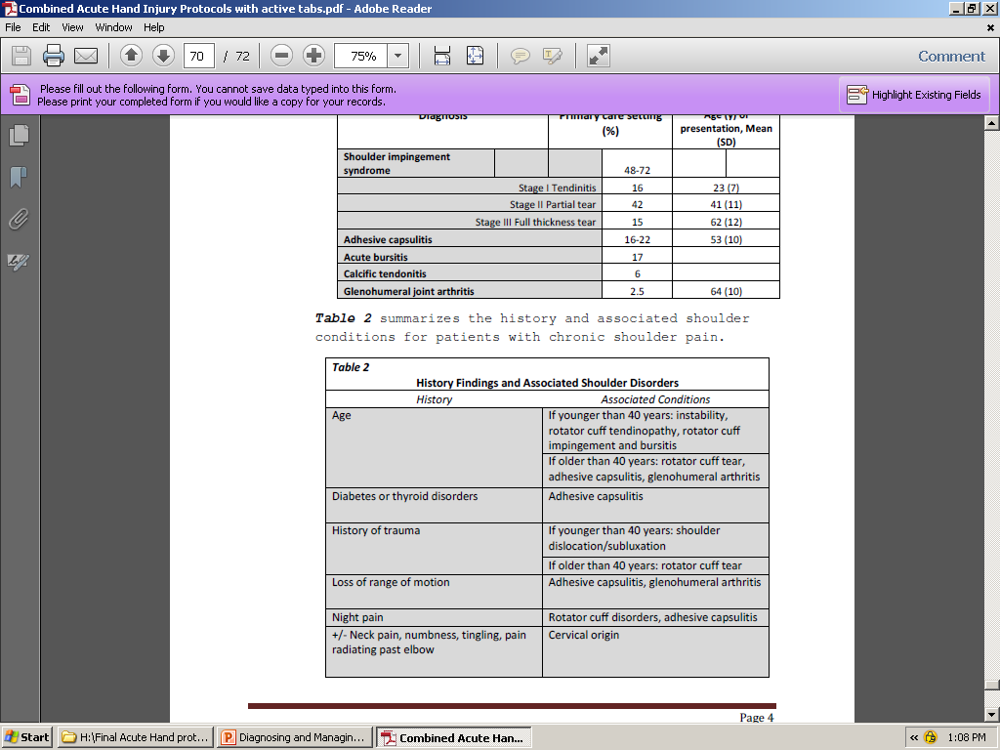 Combined Acute Hand Injury Protocols with active tabs.pdf - Adobe Reader
File Edit View Window Help
70 / 72 75% Comment
Please fill out the following form. You cannot save data typed into this form.
Please print your completed form if you would like a copy for your records.
Highlight Existing Fields
Diagnosis Primary care setting (%) Age (y) of presentation, Mean (SD)
Shoulder impingement syndrome 48-72
Stage I Tendinitis 16 23 (7)
Stage II Partial tear 42 41 (11)
Stage III Full thickness tear 15 62 (12)
Adhesive capsulitis 16-22 53 (10)
Acute bursitis 17
Calcific tendonitis 6
Glenohumeral joint arthritis 2.5 64 (10)
Table 2 summarizes the history and associated shoulder
conditions for patients with chronic shoulder pain.
Table 2
History Findings and Associated Shoulder Disorders
History Associated Conditions
Age If younger than 40 years: instability,
rotator cuff tendinopathy, rotator cuff
impingement and bursitis
If older than 40 years: rotator cuff tear,
adhesive capsulitis, glenohumeral arthritis
Diabetes or thyroid disorders Adhesive capsulitis
History of trauma If younger than 40 years: shoulder
dislocation/subluxation
If older than 40 years: rotator cuff tear
Loss of range of motion Adhesive capsulitis, glenohumeral arthritis
Night pain Rotator cuff disorders, adhesive capsulitis
+/- Neck pain, numbness, tingling, pain Cervical origin
radiating past elbow
Page 4
Start H:\Final Acute Hand prot... Diagnosing and Managin... Combined Acute Han... 1:08 PM